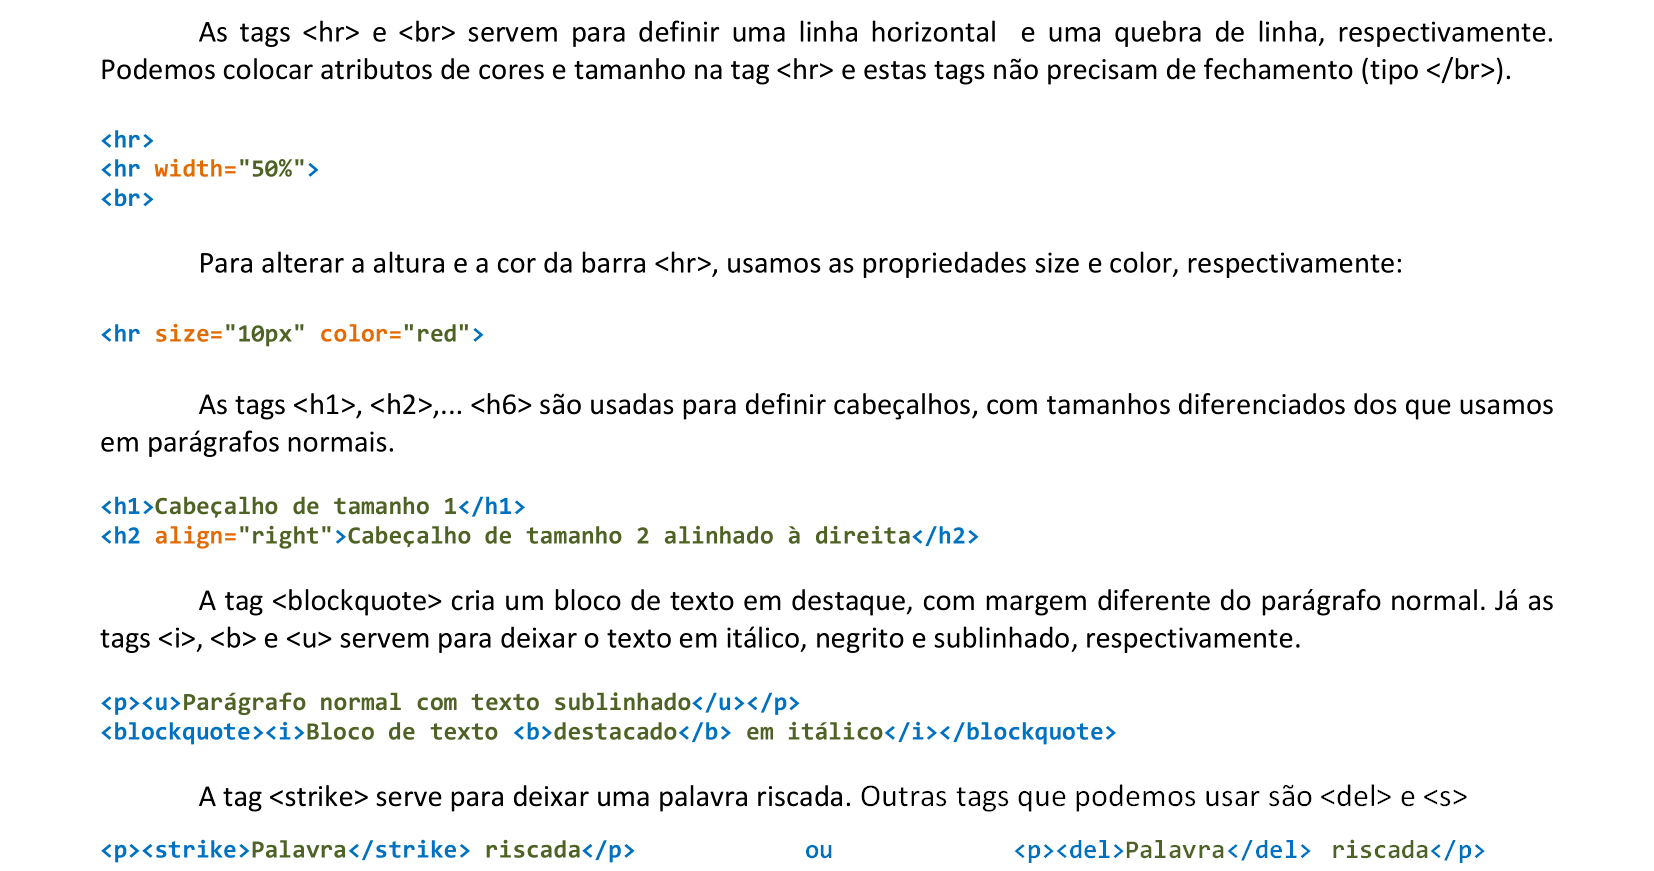 As tags <hr> e <br> servem para definir uma linha horizontal  e uma quebra de linha, respectivamente.
Podemos colocar atributos de cores e tamanho na tag <hr> e estas tags não precisam de fechamento (tipo </br>).
<hr>
<hr width="50%">
<br>
Para alterar a altura e a cor da barra <hr>, usamos as propriedades size e color, respectivamente:
<hr size="10px" color="red">
As tags <h1>, <h2>,... <h6> são usadas para definir cabeçalhos, com tamanhos diferenciados dos que usamos
em parágrafos normais.
<h1>Cabeçalho de tamanho 1</h1>
<h2 align="right">Cabeçalho de tamanho 2 alinhado à direita</h2>
A tag <blockquote> cria um bloco de texto em destaque, com margem diferente do parágrafo normal. Já as
tags <i>, <b> e <u> servem para deixar o texto em itálico, negrito e sublinhado, respectivamente.
<p><u>Parágrafo normal com texto sublinhado</u></p>
<blockquote><i>Bloco de texto <b>destacado</b> em itálico</i></blockquote>
A tag <strike> serve para deixar uma palavra riscada. Outras tags que podemos usar são <del> e <s>
<p><strike>Palavra</strike> riscada</p> ou <p><del>Palavra</del> riscada</p>